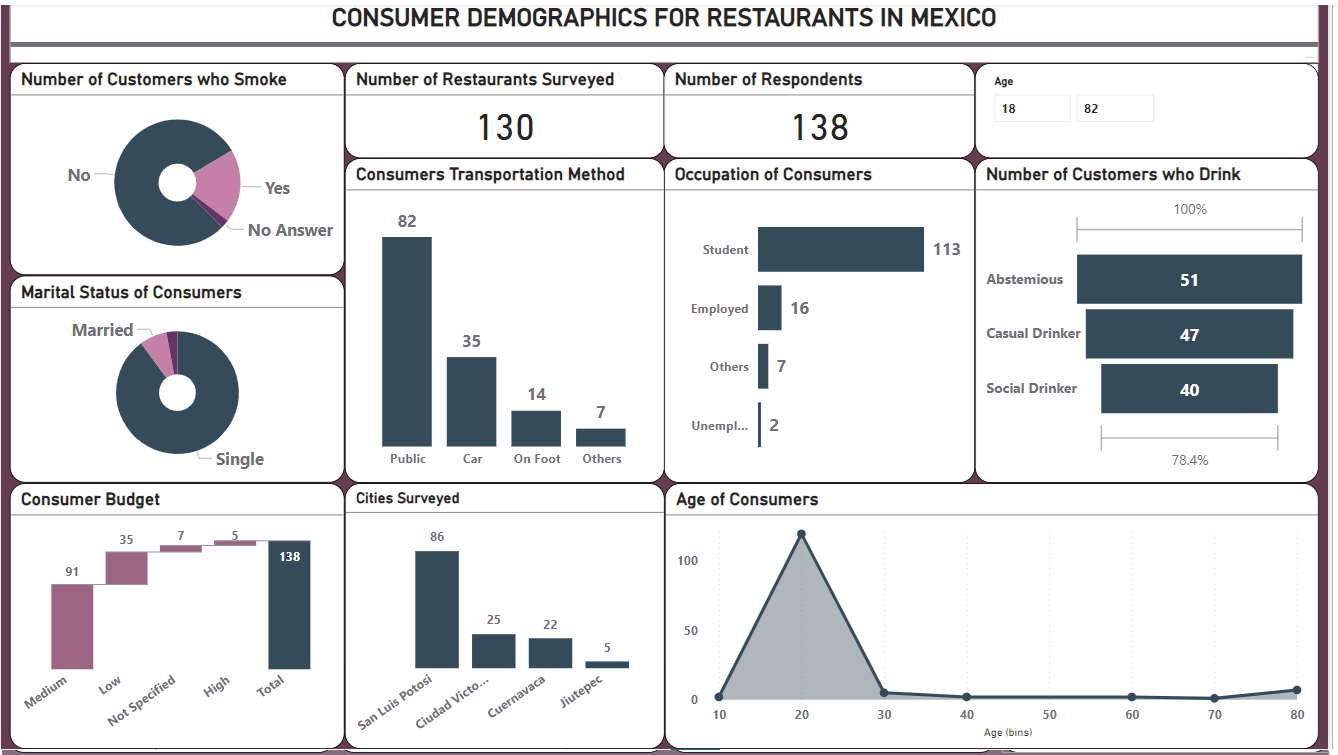 CONSUMER DEMOGRAPHICS FOR RESTAURANTS IN MEXICO
Number of Customers who Smoke
No
Yes
No Answer
Number of Restaurants Surveyed
130
Number of Respondents
138
Age
18 82
Marital Status of Consumers
Married
Single
Consumers Transportation Method
82
35
14
7
Public Car On Foot Others
Occupation of Consumers
Student 113
Employed 16
Others 7
Unempl... 2
Number of Customers who Drink
100%
Abstemious 51
Casual Drinker 47
Social Drinker 40
78.4%
Consumer Budget
91
35
7
5
138
Medium Low Not Specified High Total
Cities Surveyed
86
25
22
5
San Luis Potosi Ciudad Victo... Cuernavaca Jiutepec
Age of Consumers
100
50
0
10 20 30 40 50 60 70 80
Age (bins)